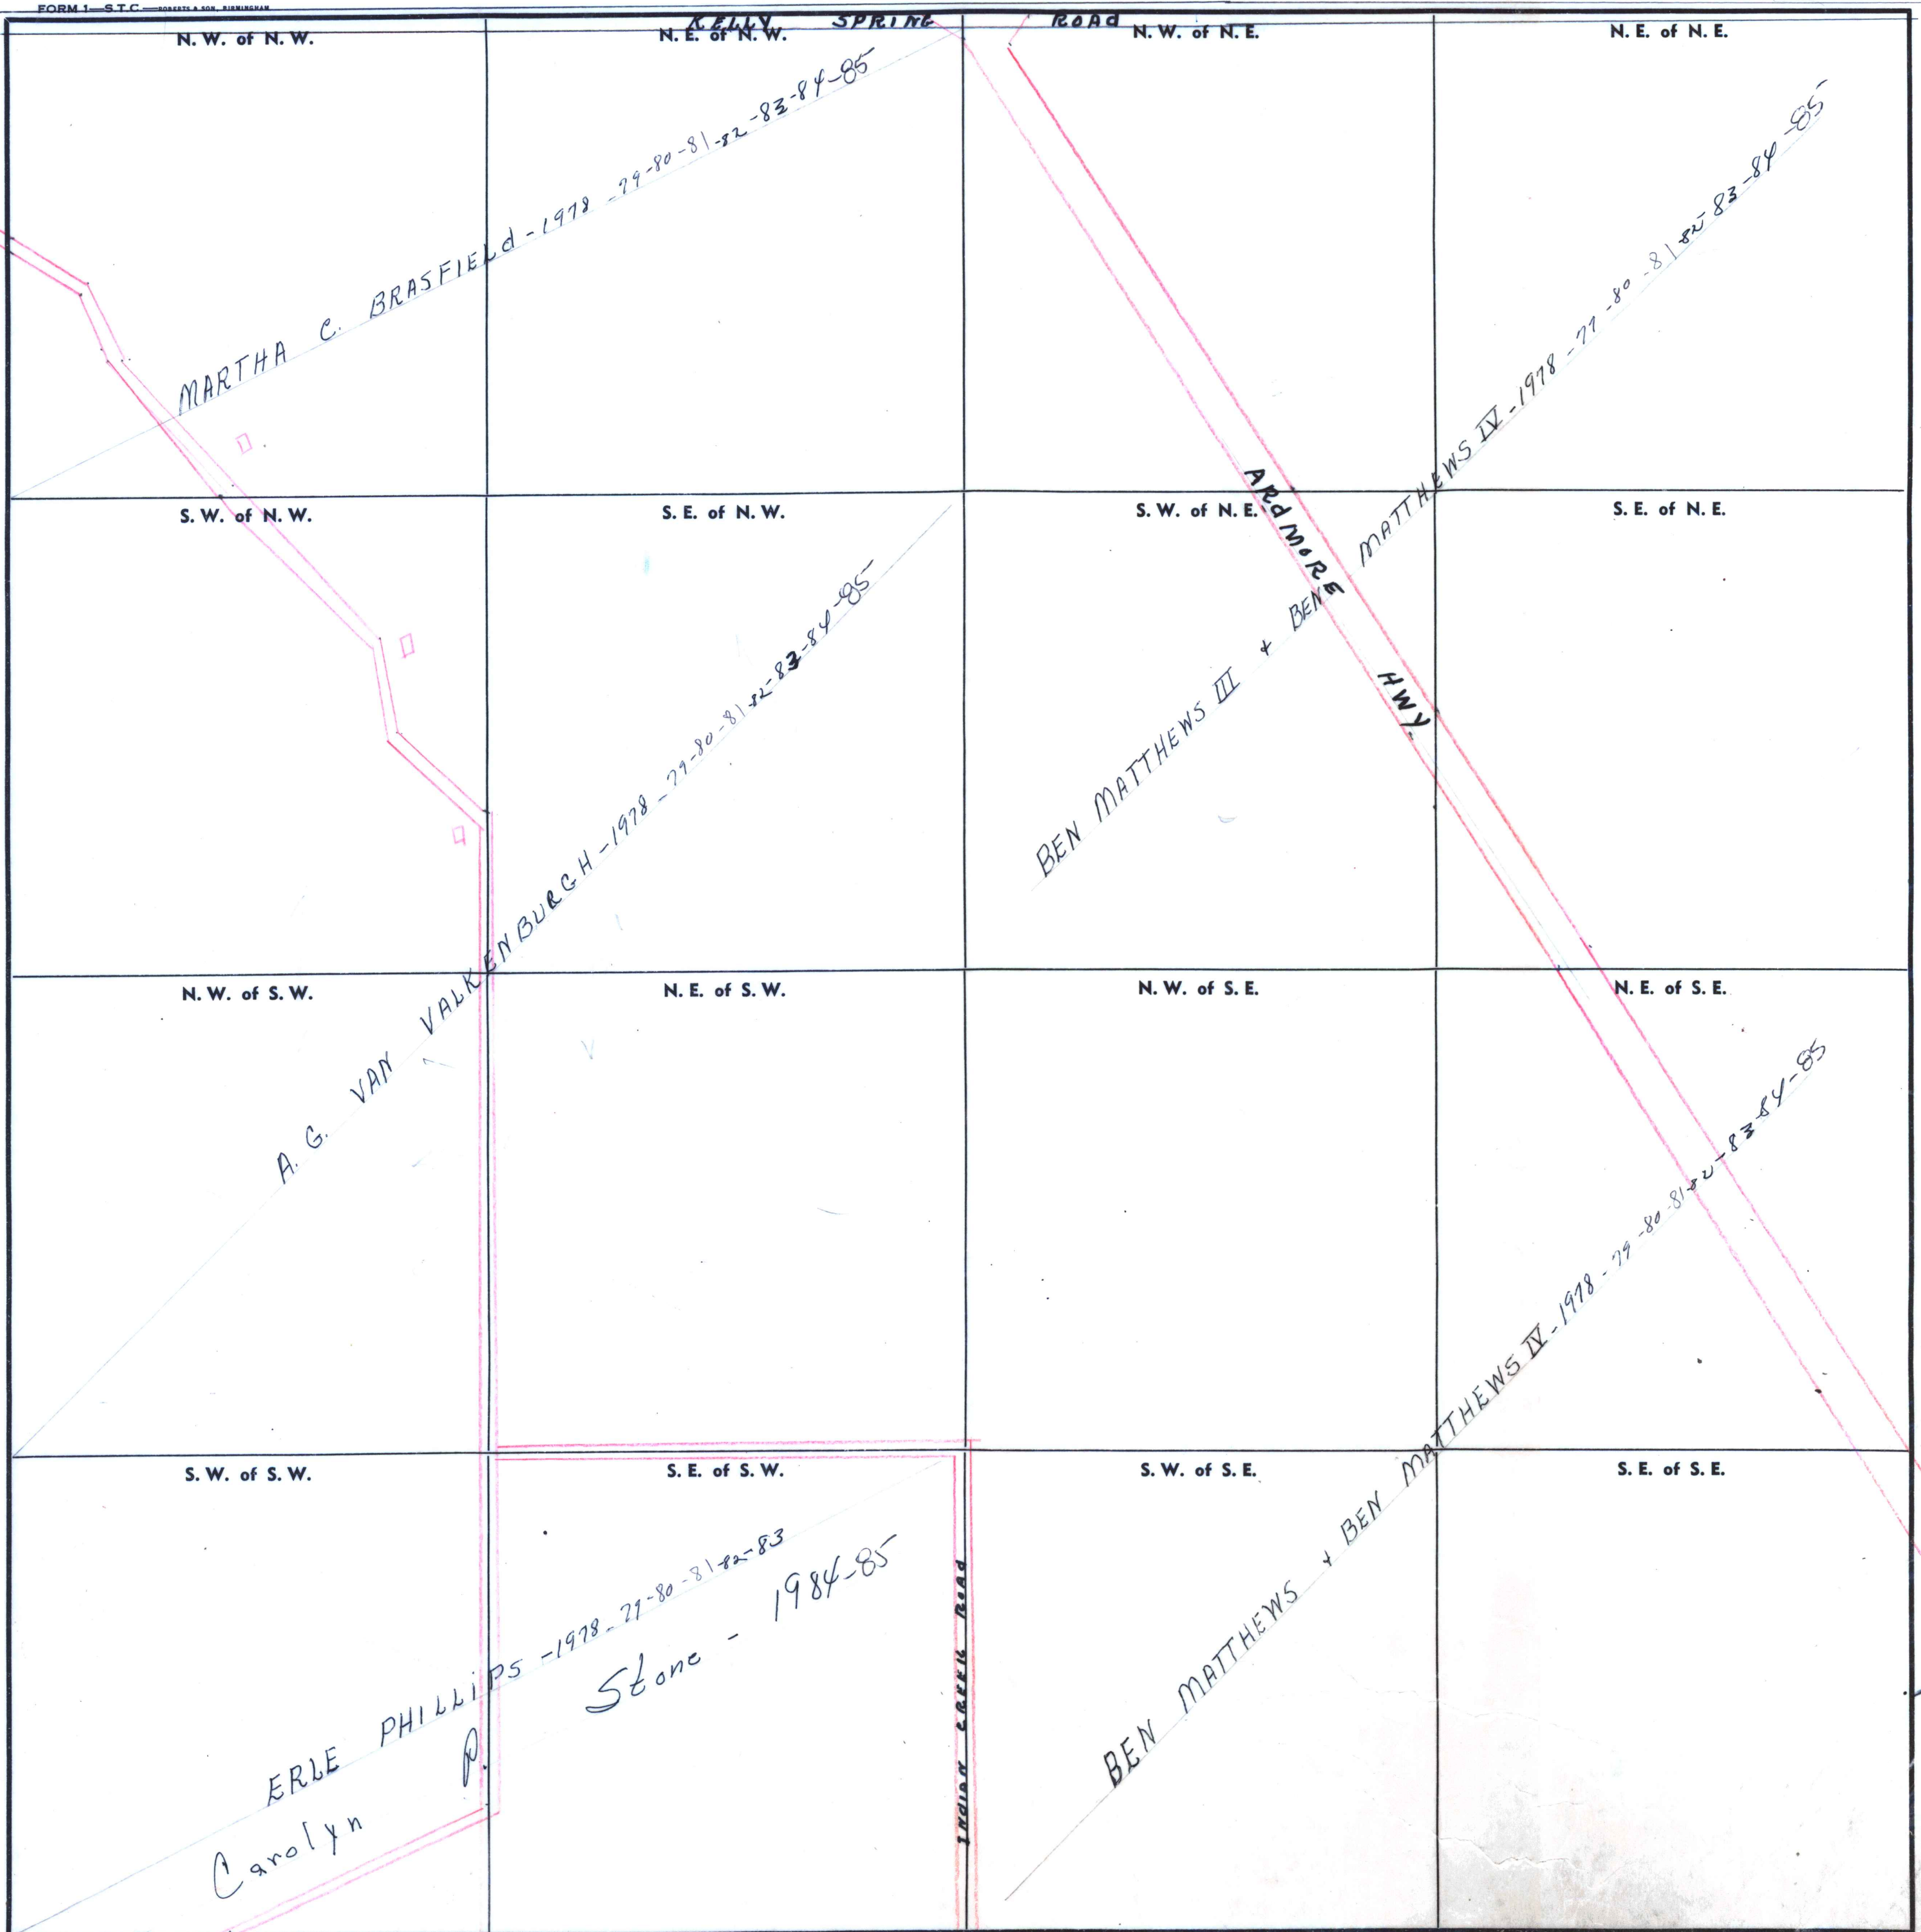 FORM 1—S.T.C.—ROBERTS & SON, BIRMINGHAM
KELLY SPRING ROAD
N. W. of N. W.
N. E. of N. W.
N. W. of N. E.
N. E. of N. E.
MARTHA C. BRASFIELd - 1978 - 79-80-81-82-83-84-85
MATTHEWS IV - 1978 - 79 - 80 - 81 82-83-84-85
ARdMORE HWY.
S. W. of N. W.
S. E. of N. W.
S. W. of N. E.
S. E. of N. E.
BEN MATTHEWS III + BEN
A. G. VAN VALKENBURGH - 1978 - 79-80-81-82-83-84-85
N. W. of S. W.
N. E. of S. W.
N. W. of S. E.
N. E. of S. E.
BEN MATTHEWS + BEN MATTHEWS IV - 1978 - 79 - 80 - 81-82-83-84-85
S. W. of S. W.
S. E. of S. W.
S. W. of S. E.
S. E. of S. E.
ERLE PHILLiPS - 1978 - 79-80-81-82-83
Carolyn P. Stone - 1984-85
INdIAN CREEK ROAd